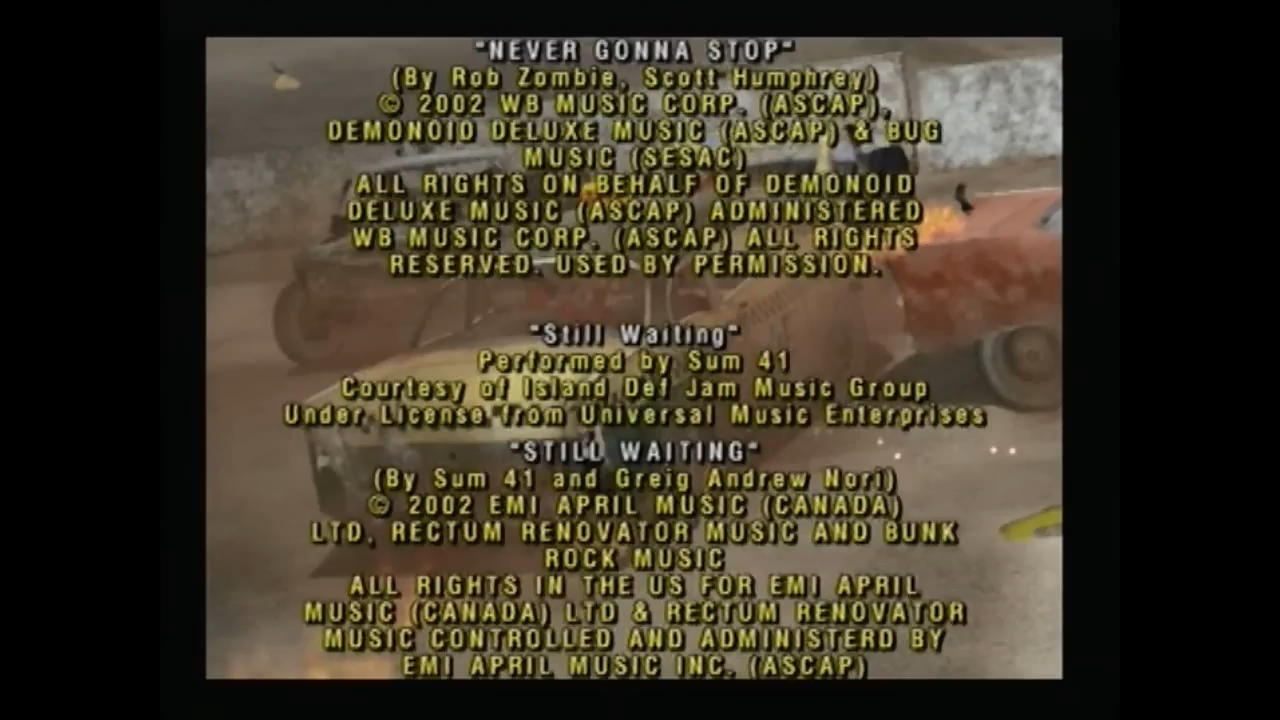 "NEVER GONNA STOP"
(By Rob Zombie, Scott Humphrey)
© 2002 WB MUSIC CORP. (ASCAP),
DEMONOID DELUXE MUSIC (ASCAP) & BUG
MUSIC (SESAC)
ALL RIGHTS ON BEHALF OF DEMONOID
DELUXE MUSIC (ASCAP) ADMINISTERED
WB MUSIC CORP. (ASCAP) ALL RIGHTS
RESERVED. USED BY PERMISSION.
"Still Waiting"
Performed by Sum 41
Courtesy of Island Def Jam Music Group
Under License from Universal Music Enterprises
"STILL WAITING"
(By Sum 41 and Greig Andrew Nori)
© 2002 EMI APRIL MUSIC (CANADA)
LTD, RECTUM RENOVATOR MUSIC AND BUNK
ROCK MUSIC
ALL RIGHTS IN THE US FOR EMI APRIL
MUSIC (CANADA) LTD & RECTUM RENOVATOR
MUSIC CONTROLLED AND ADMINISTERD BY
EMI APRIL MUSIC INC. (ASCAP)